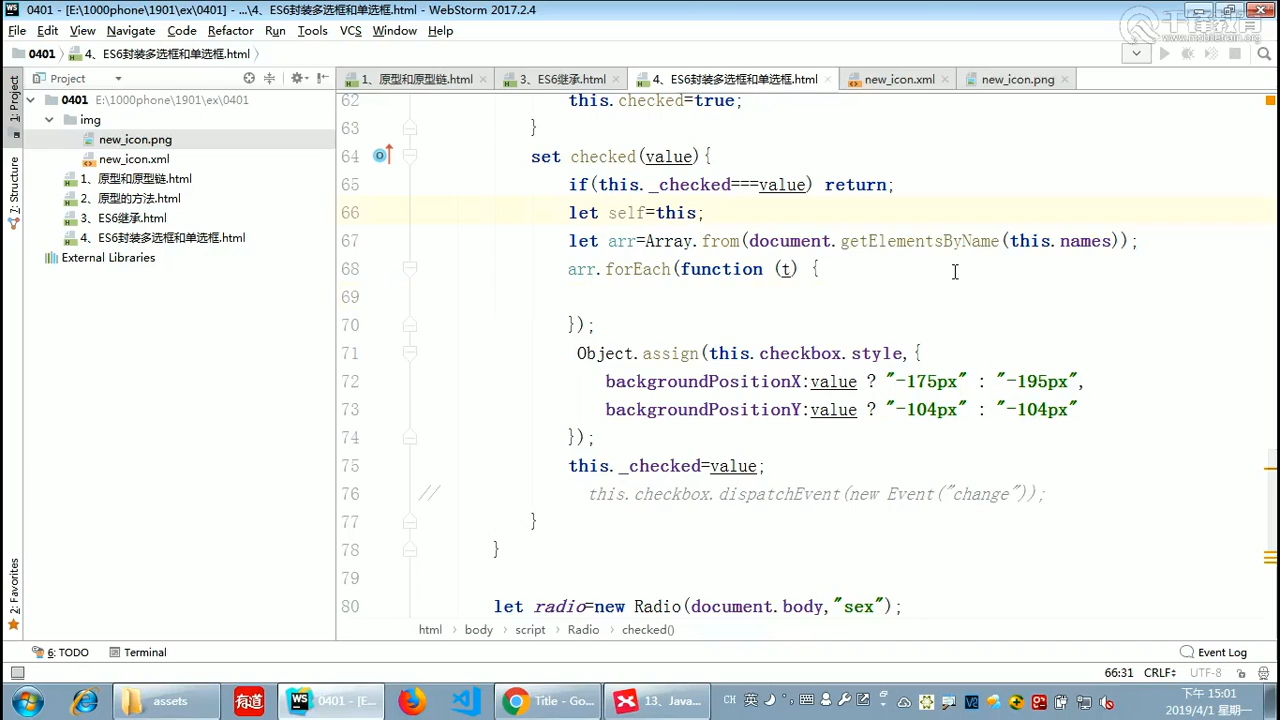 0401 - [E:\1000phone\1901\ex\0401] - ...\4、ES6封装多选框和单选框.html - WebStorm 2017.2.4
千锋教育
www.mobiletrain.org
File Edit View Navigate Code Refactor Run Tools VCS Window Help
0401 4、ES6封装多选框和单选框.html
Project
1、原型和原型链.html 3、ES6继承.html 4、ES6封装多选框和单选框.html new_icon.xml new_icon.png
1: Project
7: Structure
2: Favorites
0401 E:\1000phone\1901\ex\0401
img
new_icon.png
new_icon.xml
1、原型和原型链.html
2、原型的方法.html
3、ES6继承.html
4、ES6封装多选框和单选框.html
External Libraries
62 this.checked=true;
63 }
64 set checked(value){
65 if(this._checked===value) return;
66 let self=this;
67 let arr=Array.from(document.getElementsByName(this.names));
68 arr.forEach(function (t) {
69
70 });
71 Object.assign(this.checkbox.style,{
72 backgroundPositionX:value ? "-175px" : "-195px",
73 backgroundPositionY:value ? "-104px" : "-104px"
74 });
75 this._checked=value;
76 // this.checkbox.dispatchEvent(new Event("change"));
77 }
78 }
79
80 let radio=new Radio(document.body,"sex");
html body script Radio checked()
6: TODO Terminal Event Log
66:31 CRLF UTF-8
assets 有道 0401 - [E:... Title - Go... 13、Java... CH 英 下午 15:01
2019/4/1 星期一